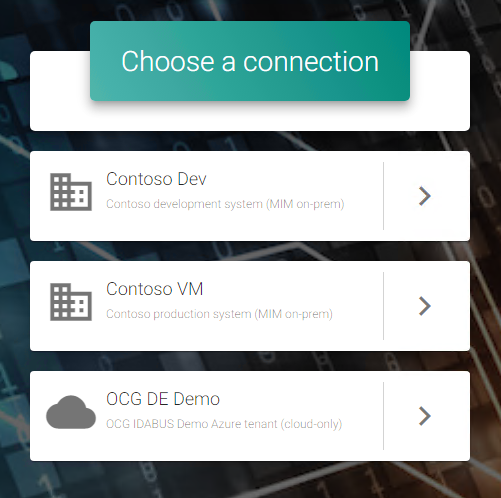 Choose a connection
Contoso Dev
Contoso development system (MIM on-prem)
Contoso VM
Contoso production system (MIM on-prem)
OCG DE Demo
OCG IDABUS Demo Azure tenant (cloud-only)